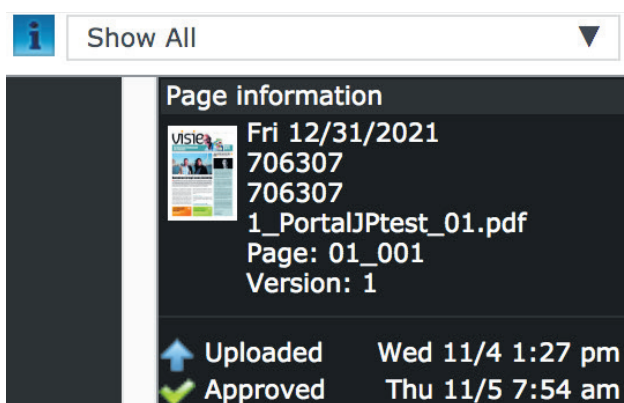 i
Show All
Page information
visie
Fri 12/31/2021
706307
706307
1_PortalJPtest_01.pdf
Page: 01_001
Version: 1
Uploaded Wed 11/4 1:27 pm
Approved Thu 11/5 7:54 am